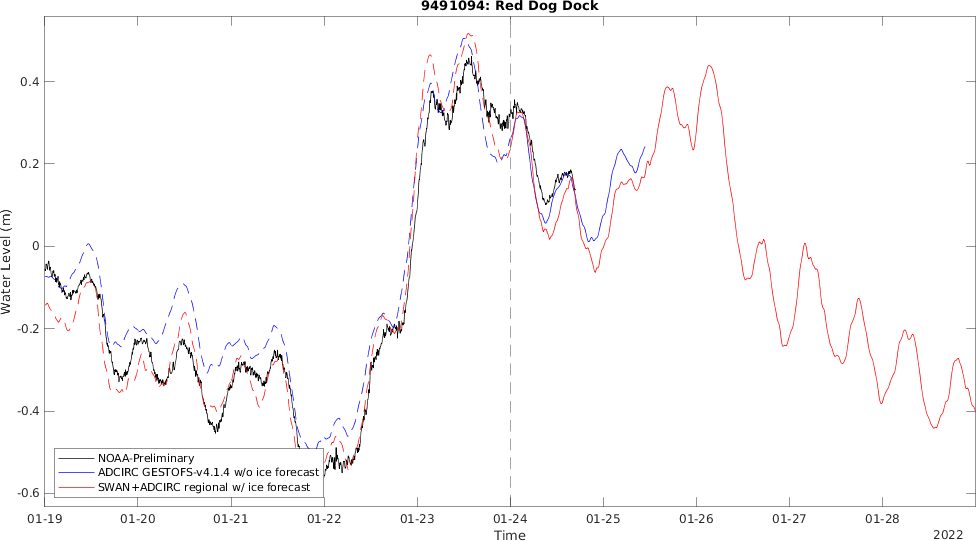 9491094: Red Dog Dock
Water Level (m)
0.4
0.2
0
-0.2
-0.4
-0.6
NOAA-Preliminary
ADCIRC GESTOFS-v4.1.4 w/o ice forecast
SWAN+ADCIRC regional w/ ice forecast
01-19 01-20 01-21 01-22 01-23 01-24 01-25 01-26 01-27 01-28
Time
2022